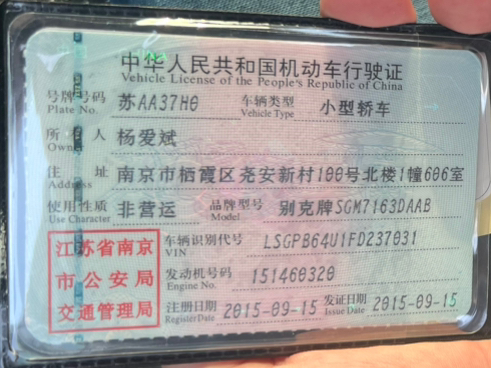 中华人民共和国机动车行驶证
Vehicle License of the People's Republic of China
号牌号码 苏AA37H0 车辆类型 小型轿车
Plate No. Vehicle Type
所有人 杨爱斌
Owner
住址 南京市栖霞区尧安新村100号北楼1幢606室
Address
使用性质 非营运 品牌型号 别克牌SGM7163DAAB
Use Character Model
江苏省南京市公安局交通管理局
车辆识别代号 LSGPB64U1FD237031
VIN
发动机号码 151460320
Engine No.
注册日期 2015-09-15 发证日期 2015-09-15
Register Date Issue Date